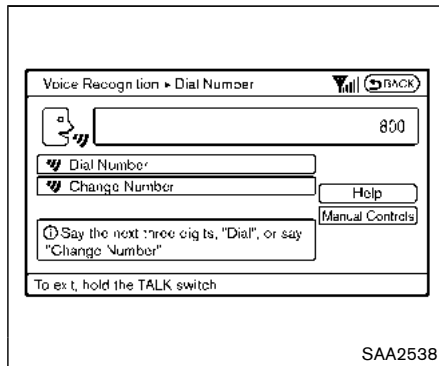 Voice Recognition ▸ Dial Number BACK
800
Dial Number
Change Number
Help
Manual Controls
Say the next three digits, "Dial", or say
"Change Number"
To exit, hold the TALK switch
SAA2538